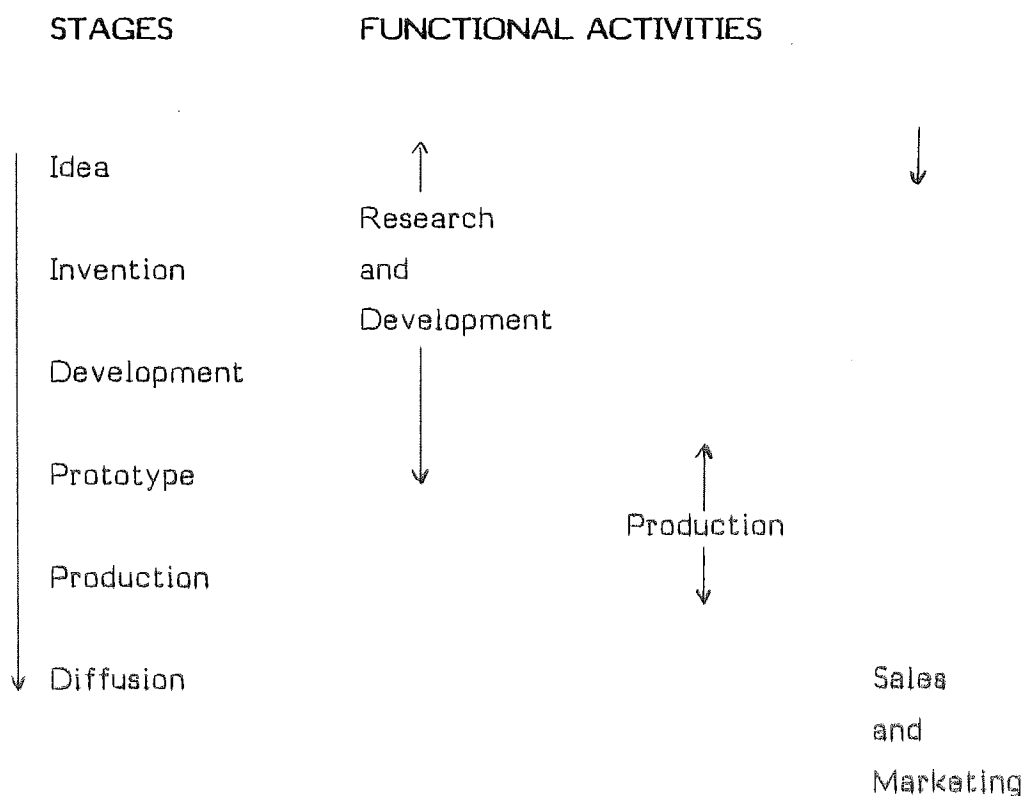 STAGES FUNCTIONAL ACTIVITIES
Idea
Research
Invention and
Development
Development
Prototype
Production
Production
Diffusion Sales
and
Marketing